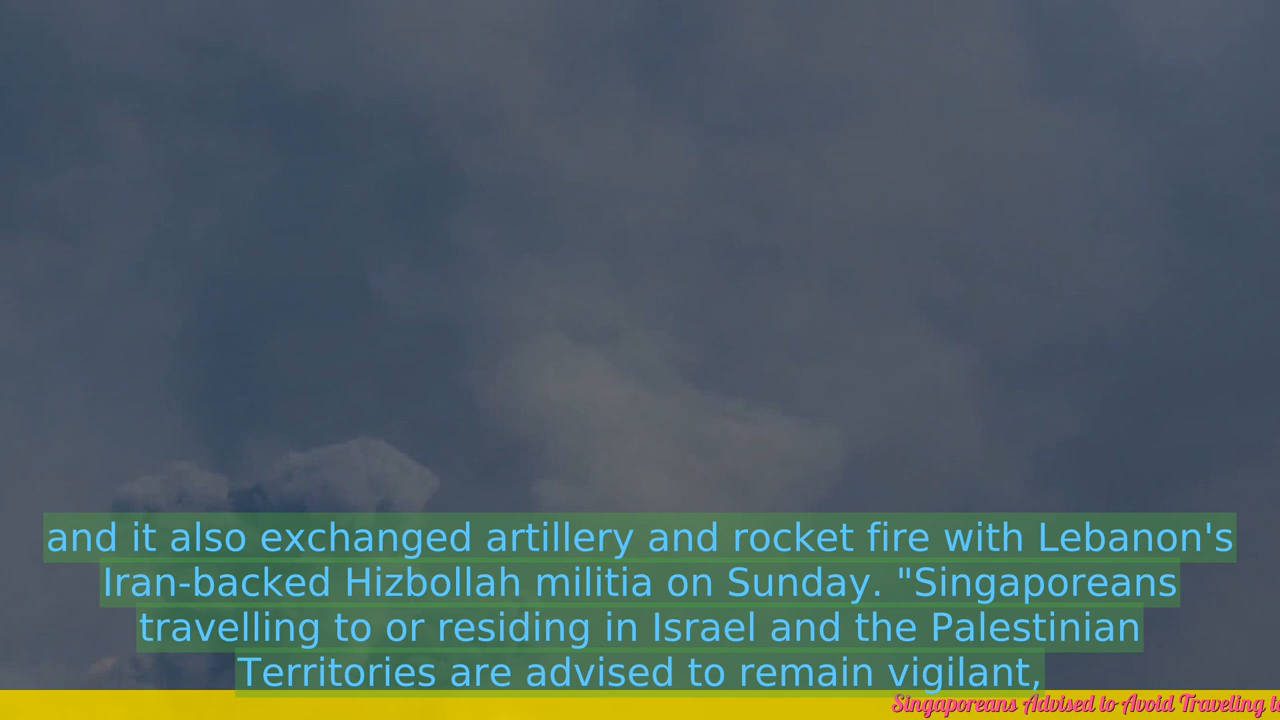 and it also exchanged artillery and rocket fire with Lebanon's
Iran-backed Hizbollah militia on Sunday. "Singaporeans
travelling to or residing in Israel and the Palestinian
Territories are advised to remain vigilant,
Singaporeans Advised to Avoid Traveling